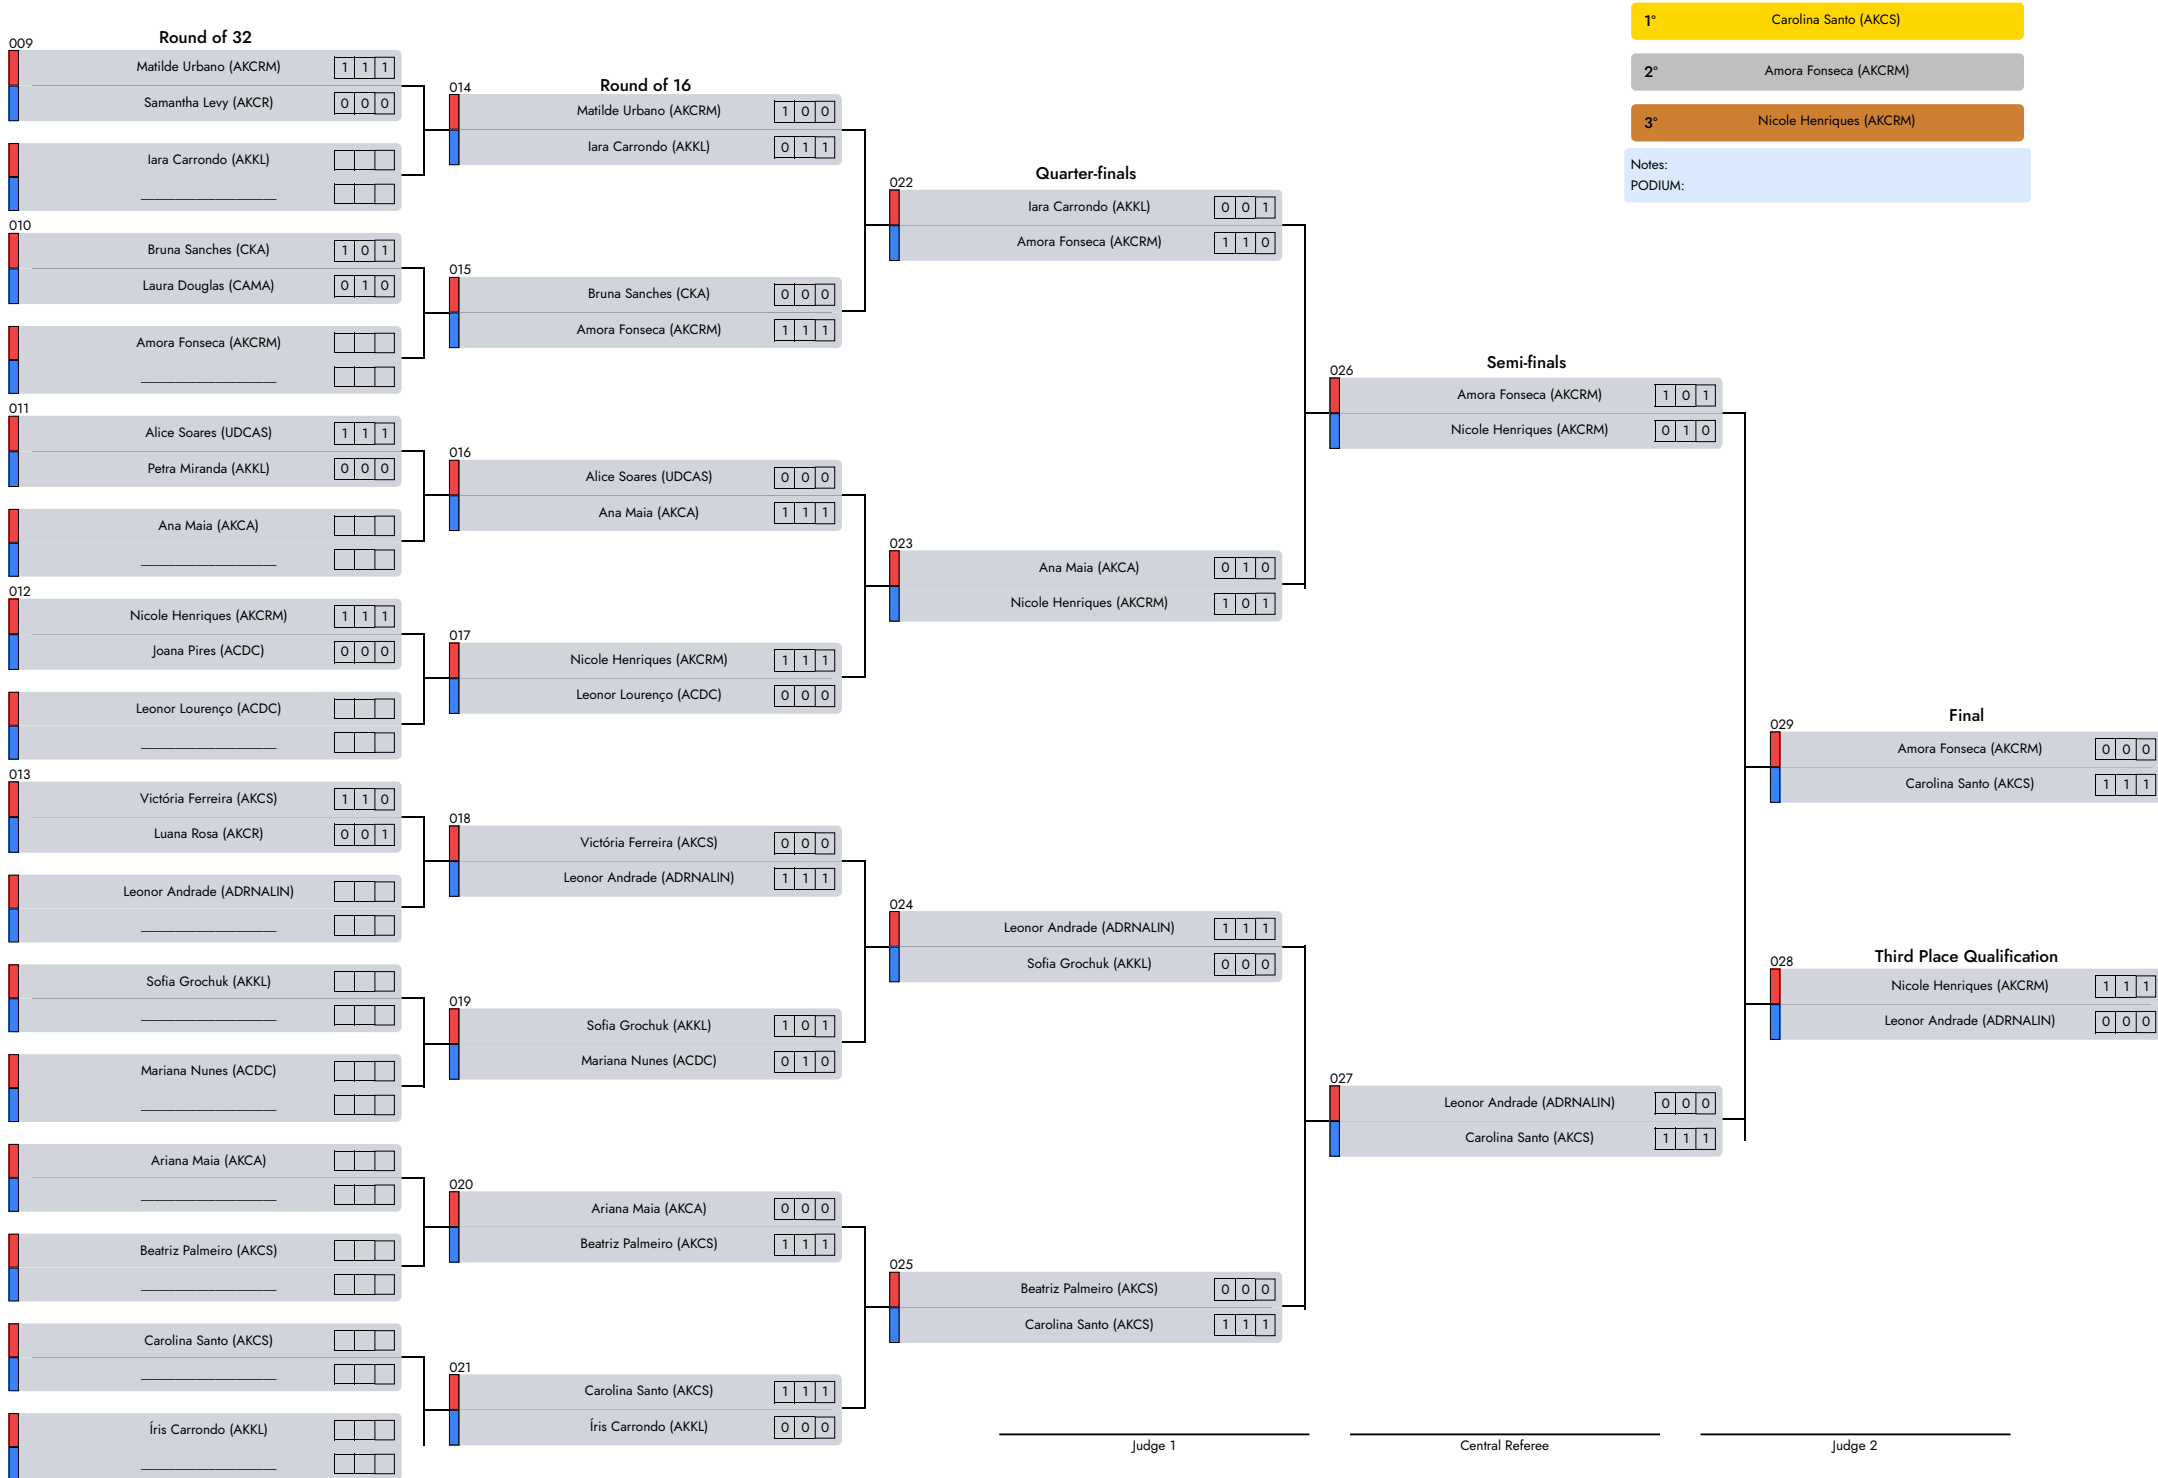 1° Carolina Santo (AKCS)
2° Amora Fonseca (AKCRM)
3° Nicole Henriques (AKCRM)
Notes:
PODIUM:
Round of 32
009
Matilde Urbano (AKCRM) 1 1 1
Samantha Levy (AKCR) 0 0 0
Iara Carrondo (AKKL)
010
Bruna Sanches (CKA) 1 0 1
Laura Douglas (CAMA) 0 1 0
Amora Fonseca (AKCRM)
011
Alice Soares (UDCAS) 1 1 1
Petra Miranda (AKKL) 0 0 0
Ana Maia (AKCA)
012
Nicole Henriques (AKCRM) 1 1 1
Joana Pires (ACDC) 0 0 0
Leonor Lourenço (ACDC)
013
Victória Ferreira (AKCS) 1 1 0
Luana Rosa (AKCR) 0 0 1
Leonor Andrade (ADRNALIN)
Sofia Grochuk (AKKL)
Mariana Nunes (ACDC)
Ariana Maia (AKCA)
Beatriz Palmeiro (AKCS)
Carolina Santo (AKCS)
Íris Carrondo (AKKL)
Round of 16
014
Matilde Urbano (AKCRM) 1 0 0
Iara Carrondo (AKKL) 0 1 1
015
Bruna Sanches (CKA) 0 0 0
Amora Fonseca (AKCRM) 1 1 1
016
Alice Soares (UDCAS) 0 0 0
Ana Maia (AKCA) 1 1 1
017
Nicole Henriques (AKCRM) 1 1 1
Leonor Lourenço (ACDC) 0 0 0
018
Victória Ferreira (AKCS) 0 0 0
Leonor Andrade (ADRNALIN) 1 1 1
019
Sofia Grochuk (AKKL) 1 0 1
Mariana Nunes (ACDC) 0 1 0
020
Ariana Maia (AKCA) 0 0 0
Beatriz Palmeiro (AKCS) 1 1 1
021
Carolina Santo (AKCS) 1 1 1
Íris Carrondo (AKKL) 0 0 0
Quarter-finals
022
Iara Carrondo (AKKL) 0 0 1
Amora Fonseca (AKCRM) 1 1 0
023
Ana Maia (AKCA) 0 1 0
Nicole Henriques (AKCRM) 1 0 1
024
Leonor Andrade (ADRNALIN) 1 1 1
Sofia Grochuk (AKKL) 0 0 0
025
Beatriz Palmeiro (AKCS) 0 0 0
Carolina Santo (AKCS) 1 1 1
Semi-finals
026
Amora Fonseca (AKCRM) 1 0 1
Nicole Henriques (AKCRM) 0 1 0
027
Leonor Andrade (ADRNALIN) 0 0 0
Carolina Santo (AKCS) 1 1 1
Final
029
Amora Fonseca (AKCRM) 0 0 0
Carolina Santo (AKCS) 1 1 1
Third Place Qualification
028
Nicole Henriques (AKCRM) 1 1 1
Leonor Andrade (ADRNALIN) 0 0 0
Judge 1
Central Referee
Judge 2